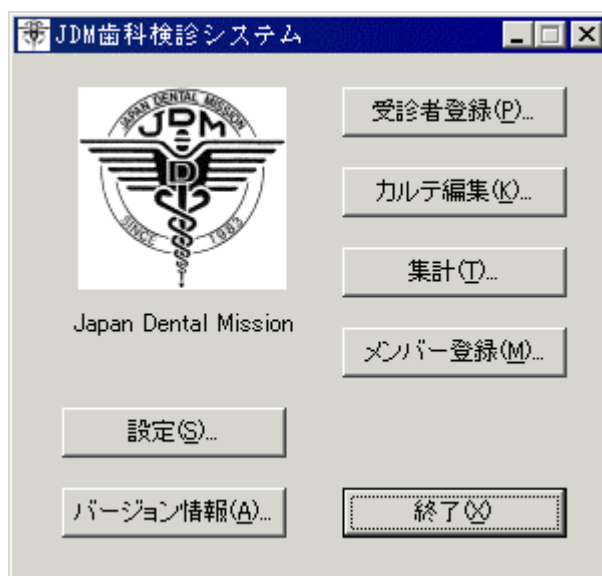 JDM歯科検診システム
JAPAN DENTAL MISSION
JDM
D
SINCE 1983
Japan Dental Mission
受診者登録(P)...
カルテ編集(K)...
集計(T)...
メンバー登録(M)...
設定(S)...
バージョン情報(A)...
終了(X)